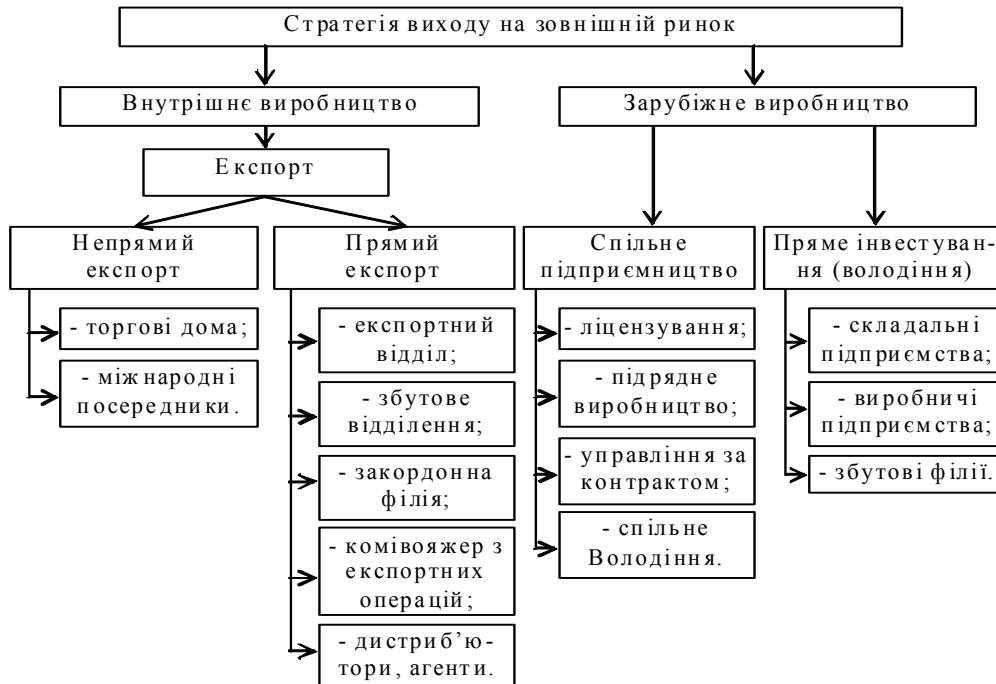 Стратегія виходу на зовнішній ринок
Внутрішнє виробництво
Зарубіжне виробництво
Експорт
Непрямий
експорт
Прямий
експорт
Спільне
підприємництво
Пряме інвестуван-
ня (володіння)
- торгові дома;
- міжнародні
посередники.
- експортний
відділ;
- збутове
відділення;
- закордонна
філія;
- комівояжер з
експортних
операцій;
- дистриб’ю-
тори, агенти.
- ліцензування;
- підрядне
виробництво;
- управління за
контрактом;
- спільне
Володіння.
- складальні
підприємства;
- виробничі
підприємства;
- збутові філії.